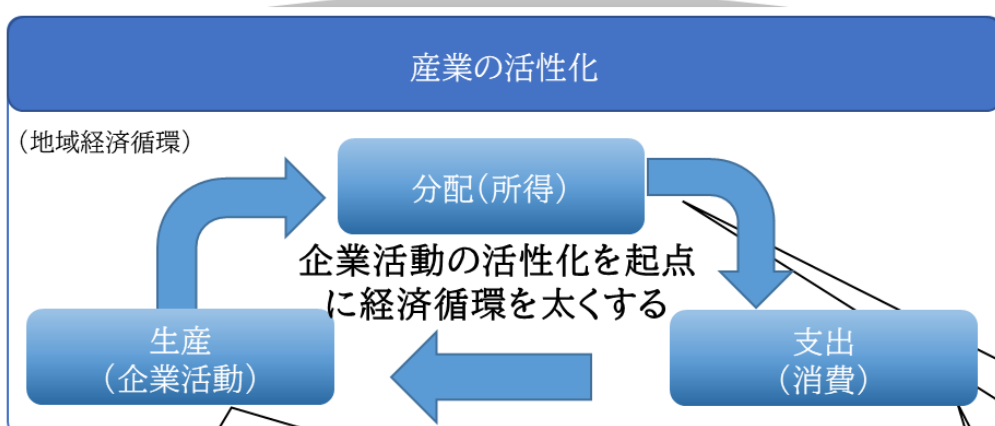 産業の活性化
（地域経済循環）
分配（所得）
企業活動の活性化を起点
に経済循環を太くする
生産
（企業活動）
支出
（消費）